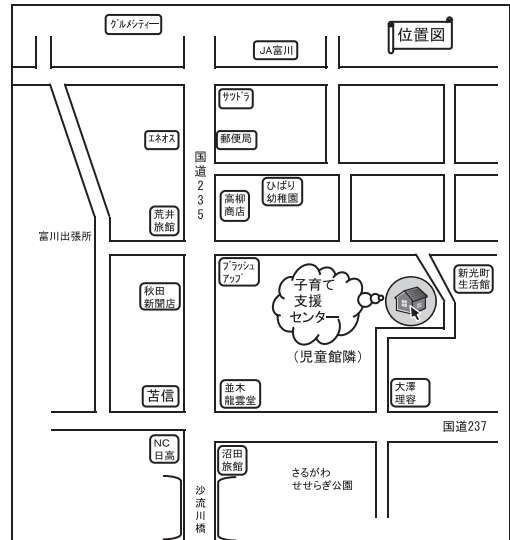 グルメシティー
位置図
JA富川
サツドラ
エネオス
郵便局
国道235
ひばり
幼稚園
高柳
商店
荒井
旅館
富川出張所
ブラッシュ
アップ
新光町
生活館
子育て
支援
センター
秋田
新聞店
(児童館隣)
苫信
並木
龍雲堂
大澤
理容
国道237
NC
日高
沼田
旅館
さるがわ
せせらぎ公園
沙流川橋